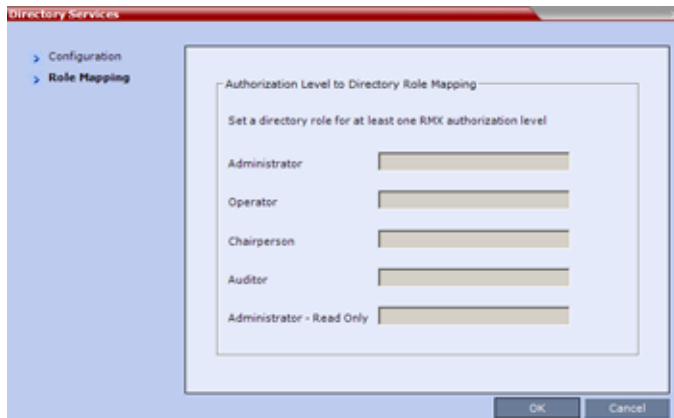 Directory Services
Configuration
Role Mapping
Authorization Level to Directory Role Mapping
Set a directory role for at least one RMX authorization level
Administrator
Operator
Chairperson
Auditor
Administrator - Read Only
OK
Cancel